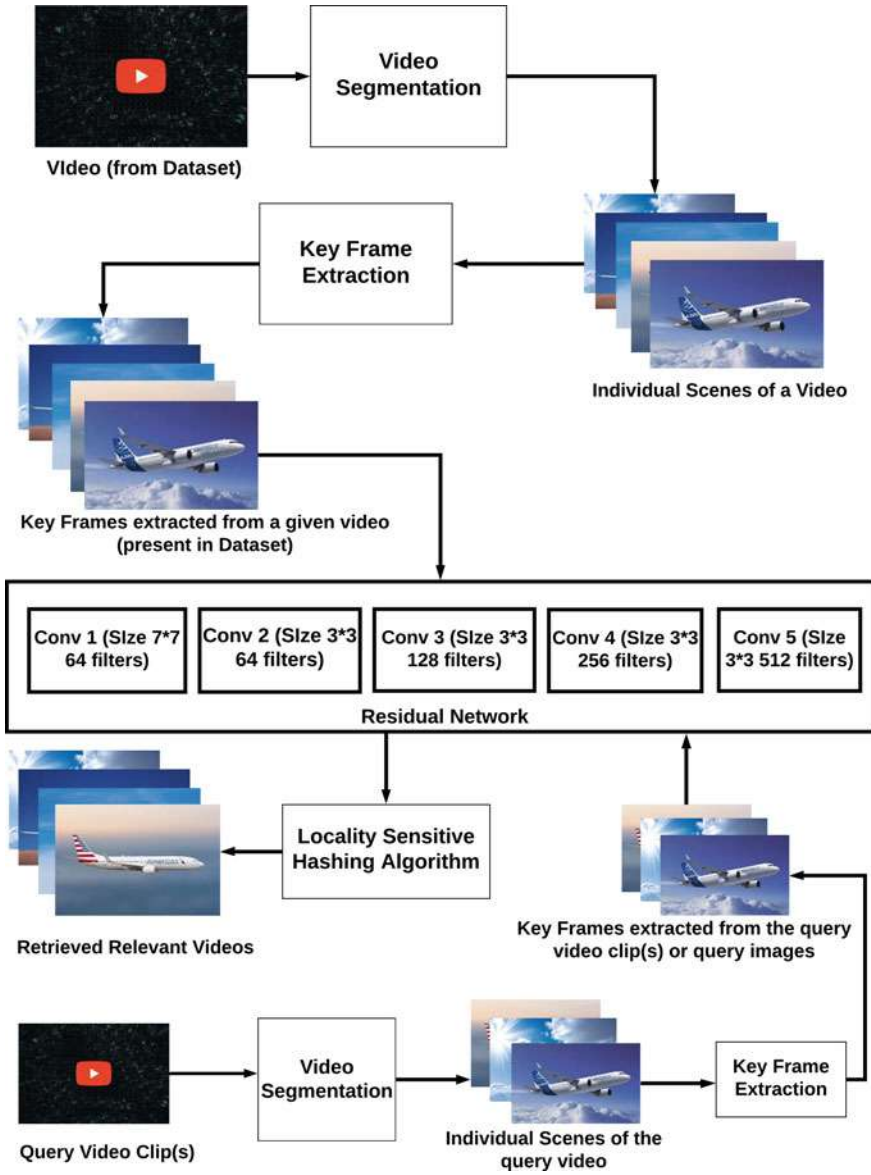 Video
Segmentation
VIdeo (from Dataset)
Key Frame
Extraction
Individual Scenes of a Video
Key Frames extracted from a given video
(present in Dataset)
Conv 1 (SIze 7*7
64 filters)
Conv 2 (SIze 3*3
64 filters)
Conv 3 (SIze 3*3
128 filters)
Conv 4 (SIze 3*3
256 filters)
Conv 5 (SIze
3*3 512 filters)
Residual Network
Locality Sensitive
Hashing Algorithm
Retrieved Relevant Videos
Key Frames extracted from the query
video clip(s) or query images
Video
Segmentation
Key Frame
Extraction
Query Video Clip(s)
Individual Scenes of the
query video